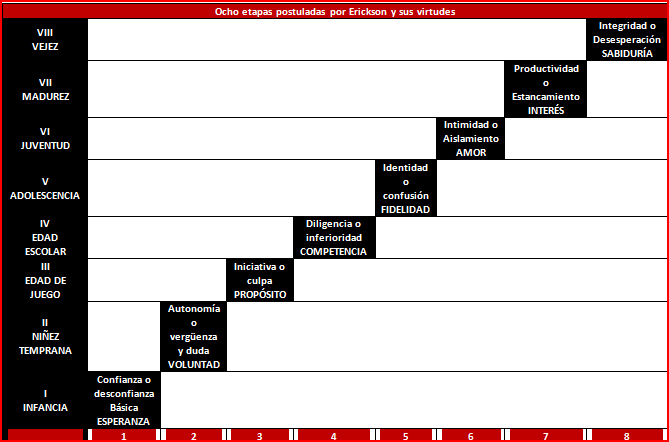 Ocho etapas postuladas por Erickson y sus virtudes
VIII
VEJEZ
Integridad o
Desesperación
SABIDURÍA
VII
MADUREZ
Productividad
o
Estancamiento
INTERÉS
VI
JUVENTUD
Intimidad o
Aislamiento
AMOR
V
ADOLESCENCIA
Identidad
o
confusión
FIDELIDAD
IV
EDAD
ESCOLAR
Diligencia o
inferioridad
COMPETENCIA
III
EDAD DE
JUEGO
Iniciativa o
culpa
PROPÓSITO
II
NIÑEZ
TEMPRANA
Autonomía
o
vergüenza
y duda
VOLUNTAD
I
INFANCIA
Confianza o
desconfianza
Básica
ESPERANZA
1 2 3 4 5 6 7 8